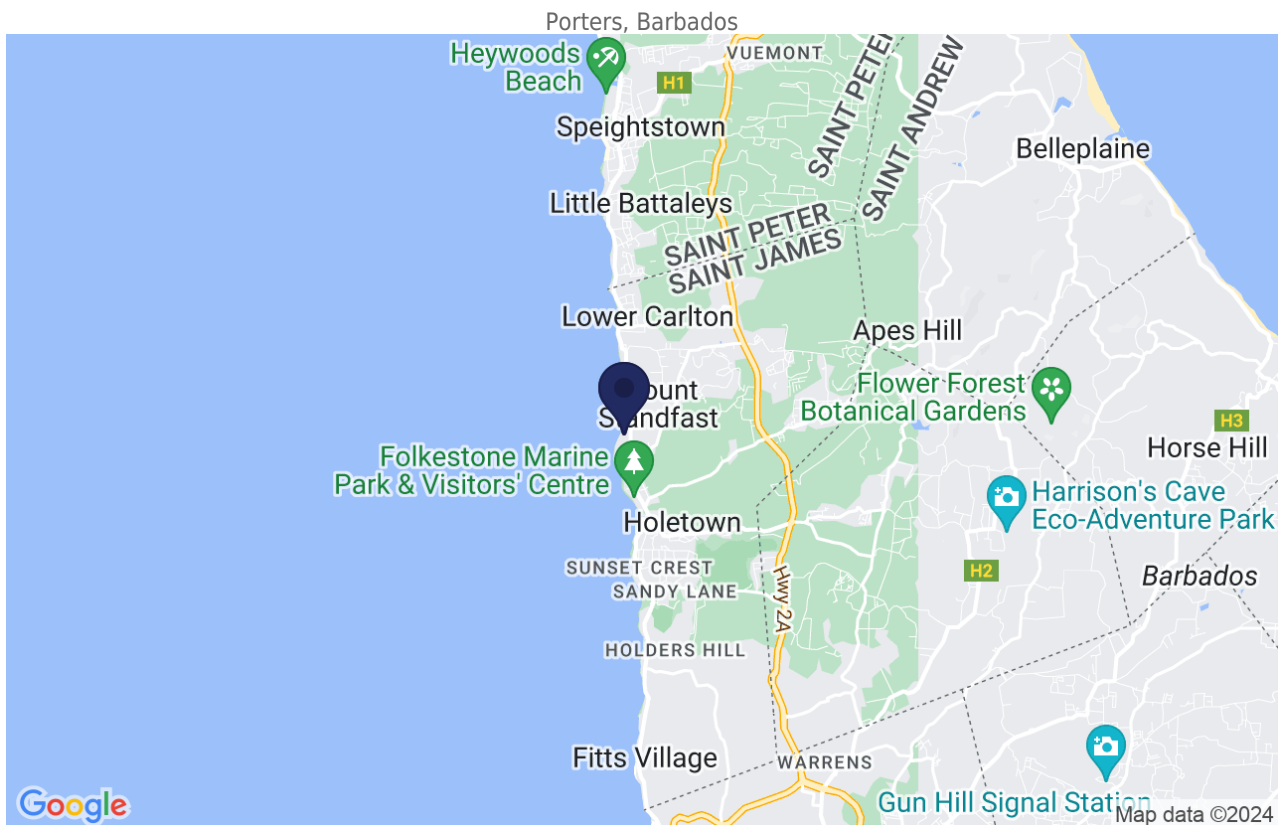 Porters, Barbados
Heywoods
Beach
VUEMONT
H1
SAINT PETER
SAINT ANDREW
Speightstown
Belleplaine
Little Battaleys
SAINT PETER
SAINT JAMES
Lower Carlton
Apes Hill
Flower Forest
Botanical Gardens
ount
St ndfast
H3
Horse Hill
Folkestone Marine
Park & Visitors' Centre
Harrison's Cave
Eco-Adventure Park
Holetown
SUNSET CREST
SANDY LANE
H2
Hwy 2A
Barbados
HOLDERS HILL
Fitts Village
WARRENS
Gun Hill Signal Station
Google
Map data ©2024